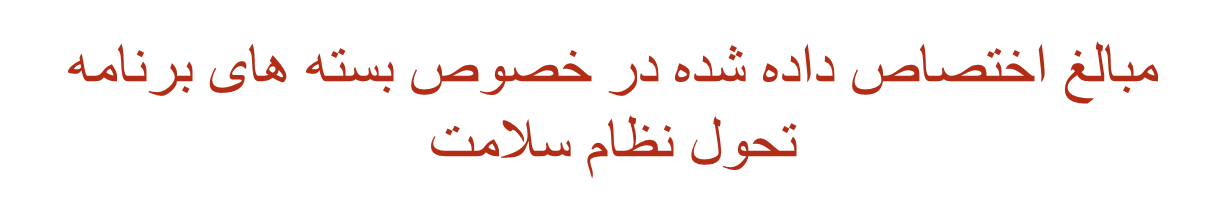 مبالغ اختصاص داده شده در خصوص بسته های برنامه
تحول نظام سلامت